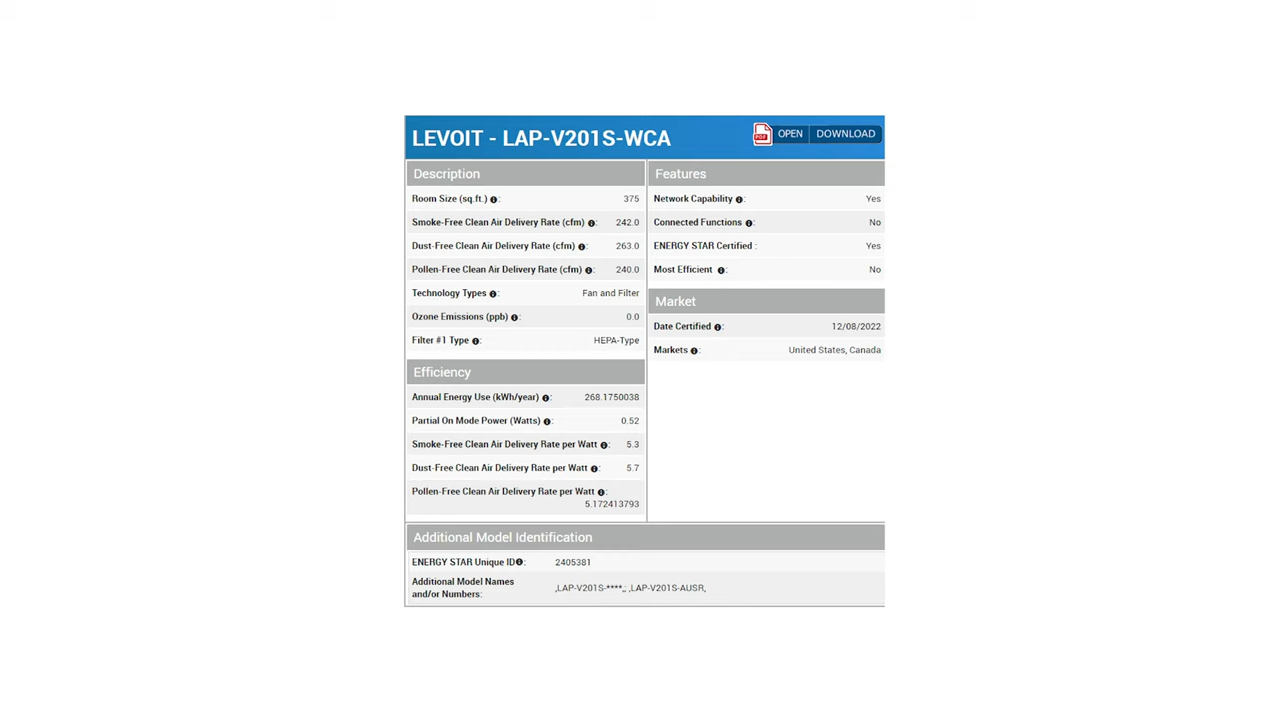 LEVOIT - LAP-V201S-WCA
OPEN DOWNLOAD
Description
Room Size (sq.ft.) : 375
Smoke-Free Clean Air Delivery Rate (cfm) : 242.0
Dust-Free Clean Air Delivery Rate (cfm) : 263.0
Pollen-Free Clean Air Delivery Rate (cfm) : 240.0
Technology Types : Fan and Filter
Ozone Emissions (ppb) : 0.0
Filter #1 Type : HEPA-Type
Efficiency
Annual Energy Use (kWh/year) : 268.1750038
Partial On Mode Power (Watts) : 0.52
Smoke-Free Clean Air Delivery Rate per Watt : 5.3
Dust-Free Clean Air Delivery Rate per Watt : 5.7
Pollen-Free Clean Air Delivery Rate per Watt :
5.172413793
Features
Network Capability : Yes
Connected Functions : No
ENERGY STAR Certified : Yes
Most Efficient : No
Market
Date Certified : 12/08/2022
Markets : United States, Canada
Additional Model Identification
ENERGY STAR Unique ID : 2405381
Additional Model Names
and/or Numbers: ,LAP-V201S-****,; ,LAP-V201S-AUSR,